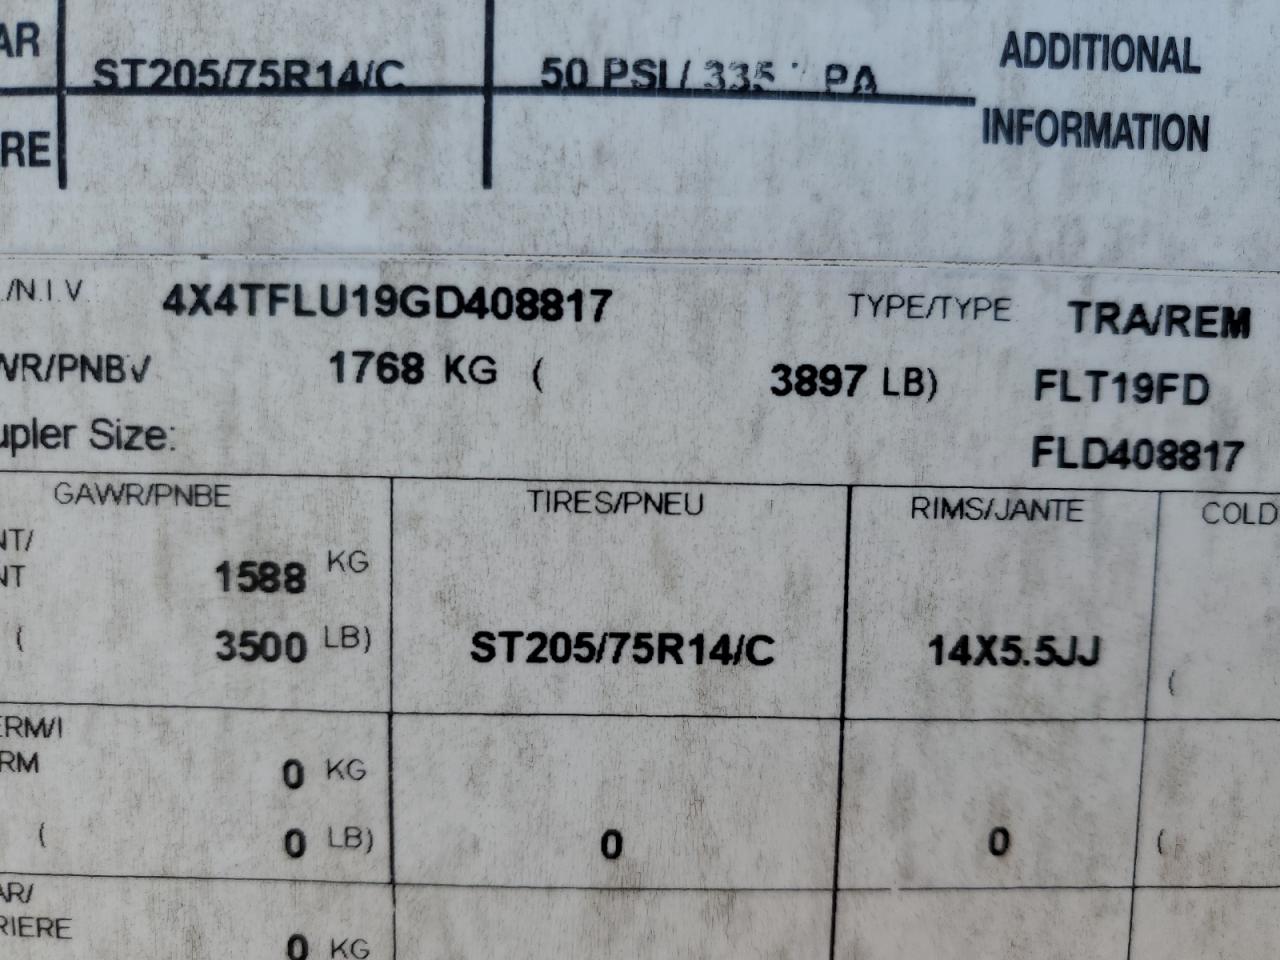 AR ST205/75R14/C 50 PSI / 335 PA ADDITIONAL
RE INFORMATION
./N.I.V. 4X4TFLU19GD408817 TYPE/TYPE TRA/REM
WR/PNBV 1768 KG ( 3897 LB) FLT19FD
upler Size: FLD408817
GAWR/PNBE TIRES/PNEU RIMS/JANTE COLD
NT/
NT 1588 KG
( 3500 LB) ST205/75R14/C 14X5.5JJ (
ERM/I
RM 0 KG
( 0 LB) 0 0 (
AR/
RIERE 0 KG